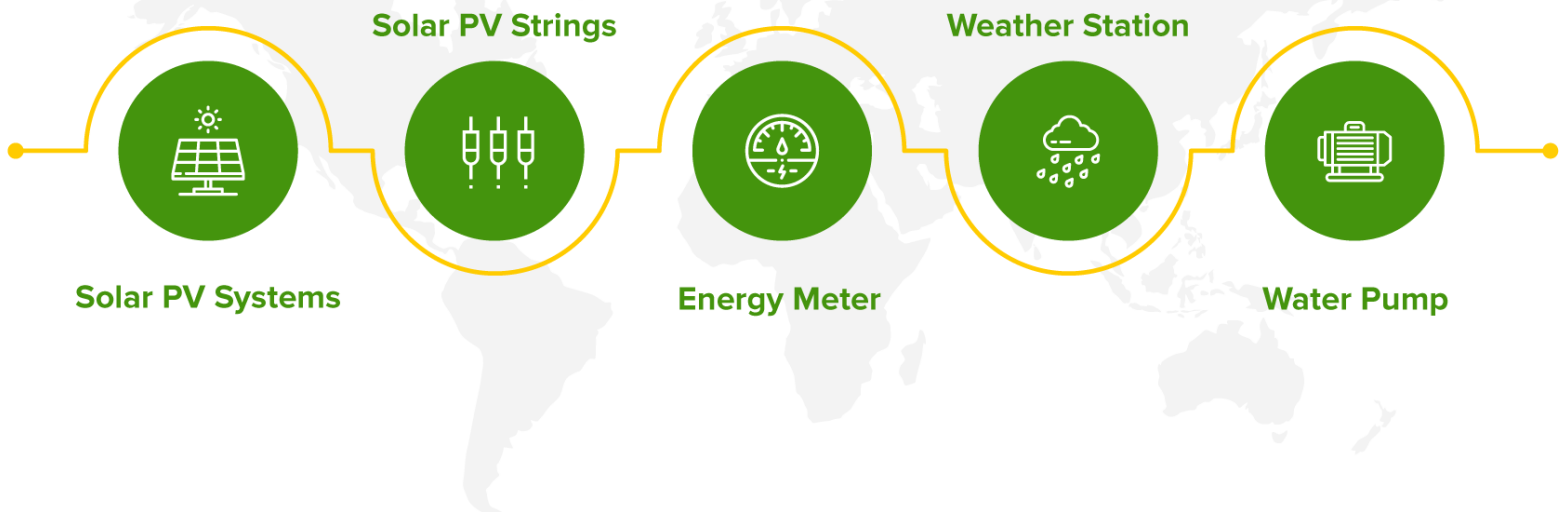 Solar PV Strings
Weather Station
Solar PV Systems
Energy Meter
Water Pump